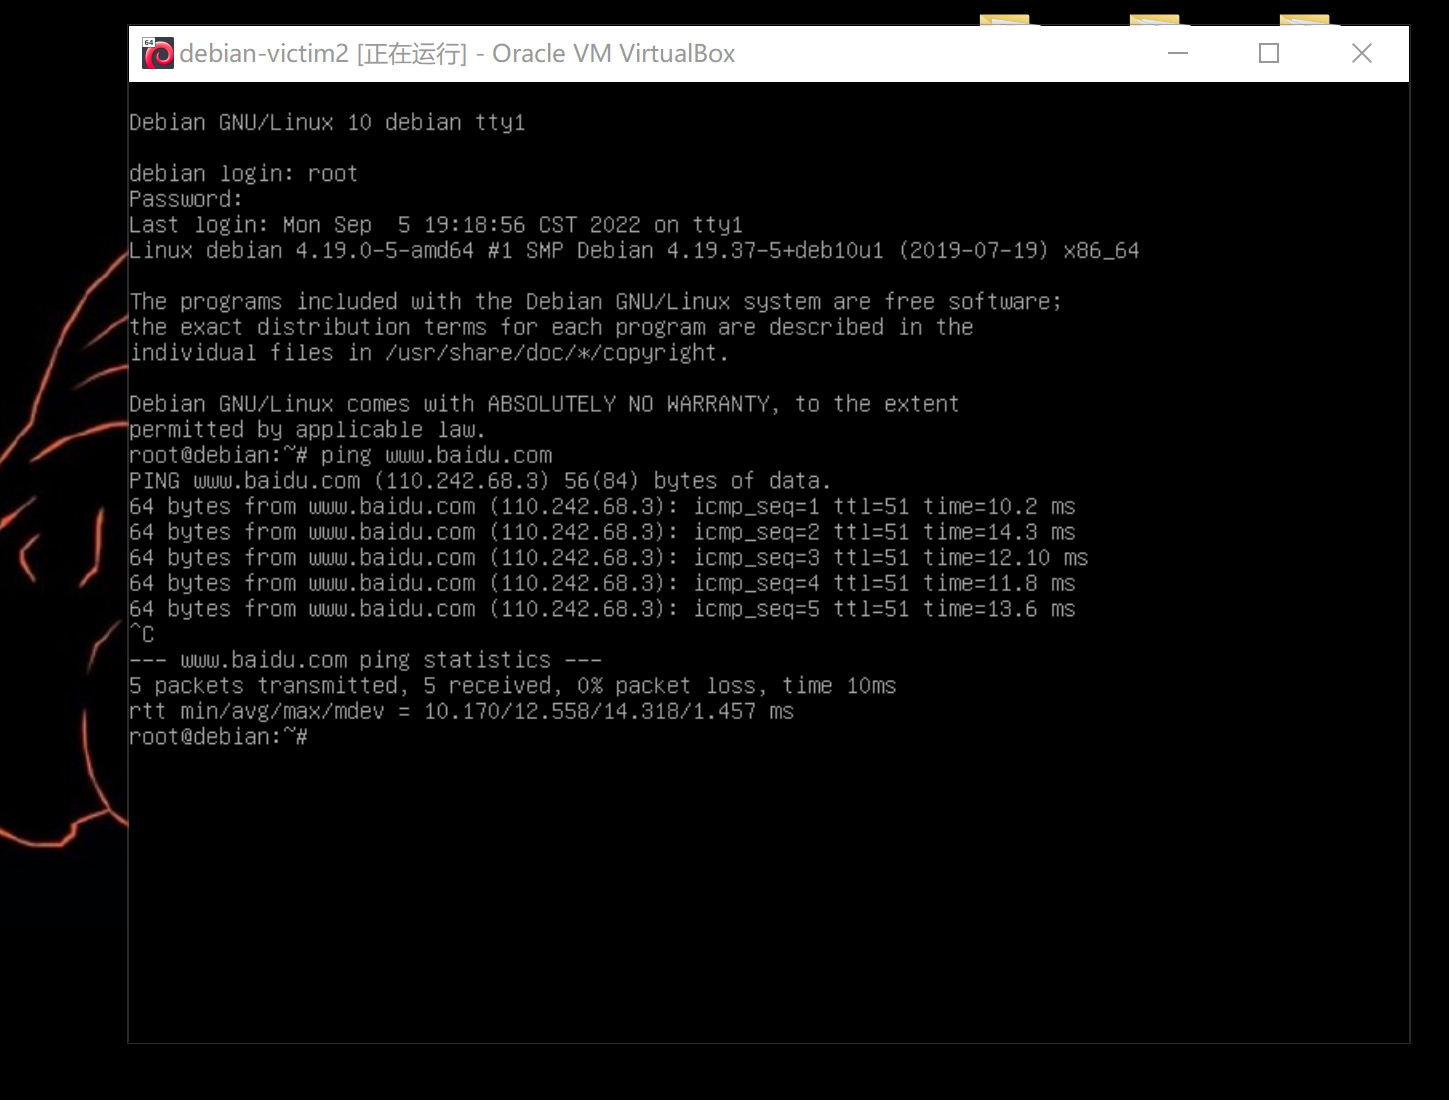 64
debian-victim2 [正在运行] - Oracle VM VirtualBox
Debian GNU/Linux 10 debian tty1
debian login: root
Password:
Last login: Mon Sep  5 19:18:56 CST 2022 on tty1
Linux debian 4.19.0-5-amd64 #1 SMP Debian 4.19.37-5+deb10u1 (2019-07-19) x86_64
The programs included with the Debian GNU/Linux system are free software;
the exact distribution terms for each program are described in the
individual files in /usr/share/doc/*/copyright.
Debian GNU/Linux comes with ABSOLUTELY NO WARRANTY, to the extent
permitted by applicable law.
root@debian:~# ping www.baidu.com
PING www.baidu.com (110.242.68.3) 56(84) bytes of data.
64 bytes from www.baidu.com (110.242.68.3): icmp_seq=1 ttl=51 time=10.2 ms
64 bytes from www.baidu.com (110.242.68.3): icmp_seq=2 ttl=51 time=14.3 ms
64 bytes from www.baidu.com (110.242.68.3): icmp_seq=3 ttl=51 time=12.10 ms
64 bytes from www.baidu.com (110.242.68.3): icmp_seq=4 ttl=51 time=11.8 ms
64 bytes from www.baidu.com (110.242.68.3): icmp_seq=5 ttl=51 time=13.6 ms
^C
--- www.baidu.com ping statistics ---
5 packets transmitted, 5 received, 0% packet loss, time 10ms
rtt min/avg/max/mdev = 10.170/12.558/14.318/1.457 ms
root@debian:~#